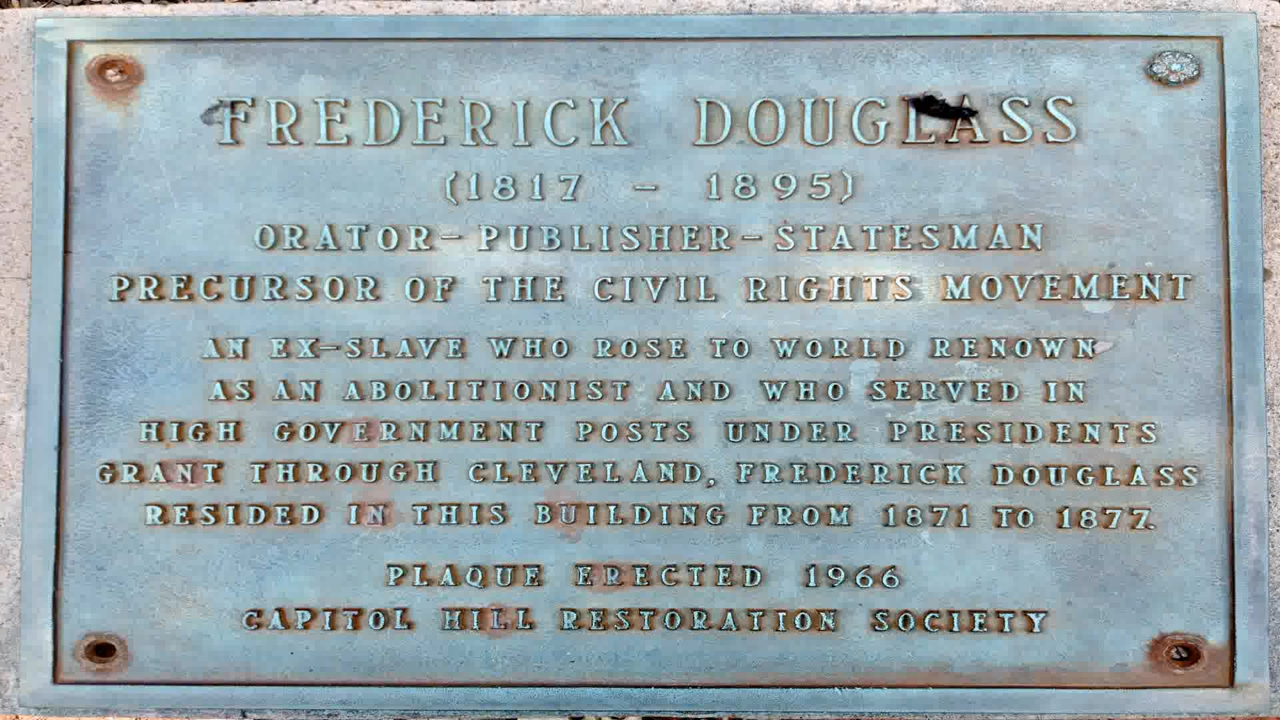 FREDERICK DOUGLASS
(1817 - 1895)
ORATOR-PUBLISHER-STATESMAN
PRECURSOR OF THE CIVIL RIGHTS MOVEMENT
AN EX-SLAVE WHO ROSE TO WORLD RENOWN
AS AN ABOLITIONIST AND WHO SERVED IN
HIGH GOVERNMENT POSTS UNDER PRESIDENTS
GRANT THROUGH CLEVELAND, FREDERICK DOUGLASS
RESIDED IN THIS BUILDING FROM 1871 TO 1877.
PLAQUE ERECTED 1966
CAPITOL HILL RESTORATION SOCIETY